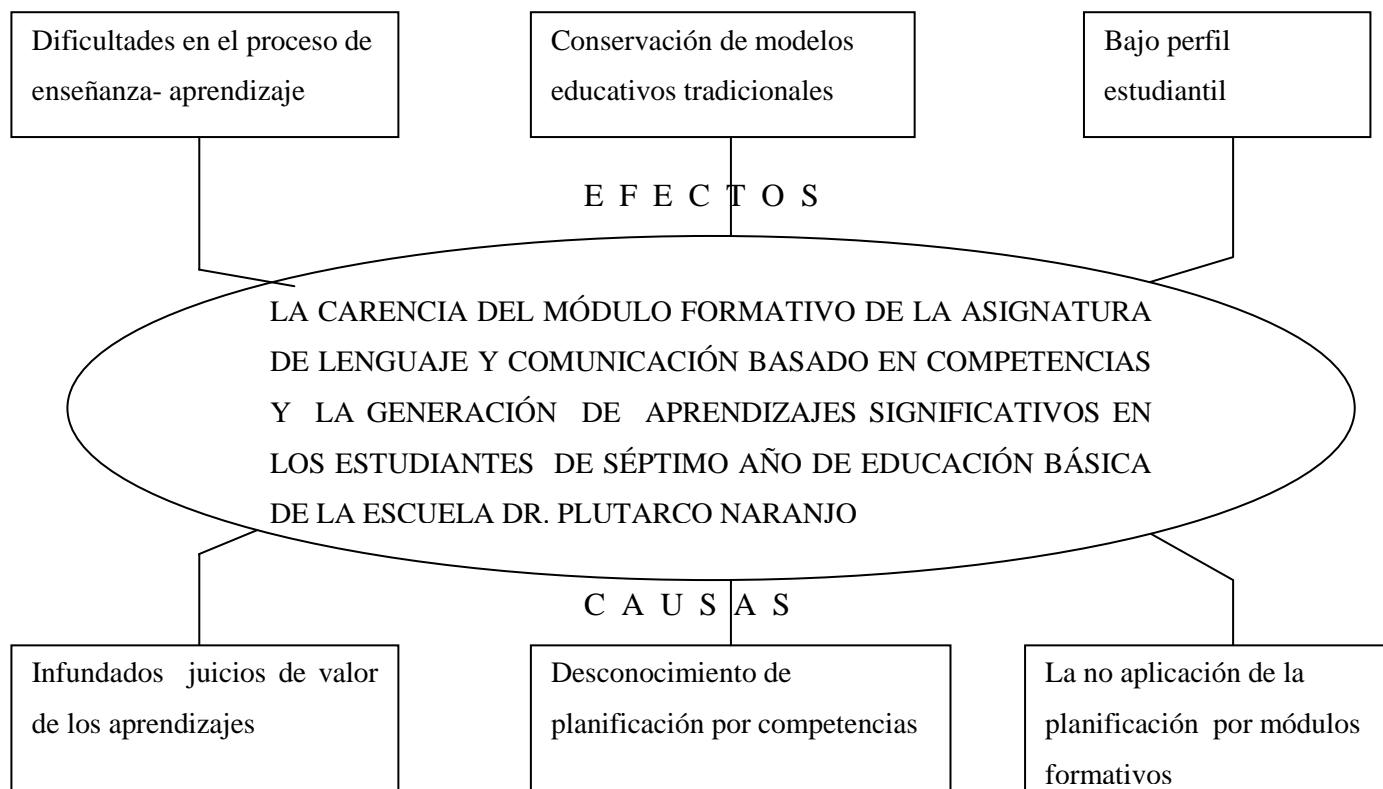 Dificultades en el proceso de
enseñanza- aprendizaje
Conservación de modelos
educativos tradicionales
Bajo perfil
estudiantil
E F E C T O S
LA CARENCIA DEL MÓDULO FORMATIVO DE LA ASIGNATURA
DE LENGUAJE Y COMUNICACIÓN BASADO EN COMPETENCIAS
Y LA GENERACIÓN DE APRENDIZAJES SIGNIFICATIVOS EN
LOS ESTUDIANTES DE SÉPTIMO AÑO DE EDUCACIÓN BÁSICA
DE LA ESCUELA DR. PLUTARCO NARANJO
C A U S A S
Infundados juicios de valor
de los aprendizajes
Desconocimiento de
planificación por competencias
La no aplicación de la
planificación por módulos
formativos